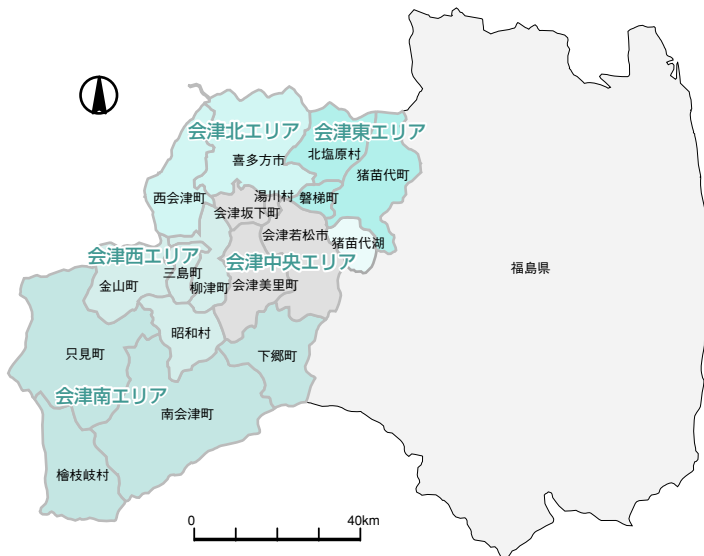 会津北エリア
会津東エリア
北塩原村
喜多方市
猪苗代町
西会津町
湯川村
磐梯町
会津坂下町
会津若松市
猪苗代湖
会津西エリア
会津中央エリア
三島町
福島県
金山町
柳津町
会津美里町
昭和村
只見町
下郷町
会津南エリア
南会津町
檜枝岐村
0
40km